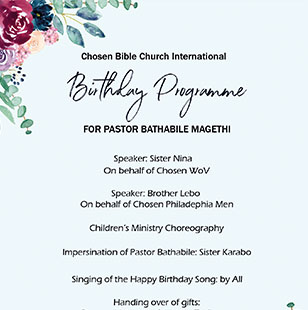 Chosen Bible Church International
Birthday Programme
FOR PASTOR BATHABILE MAGETHI
Speaker: Sister Nina
On behalf of Chosen WoV
Speaker: Brother Lebo
On behalf of Chosen Philadephia Men
Children's Ministry Choreography
Impersination of Pastor Bathabile: Sister Karabo
Singing of the Happy Birthday Song: by All
Handing over of gifts: